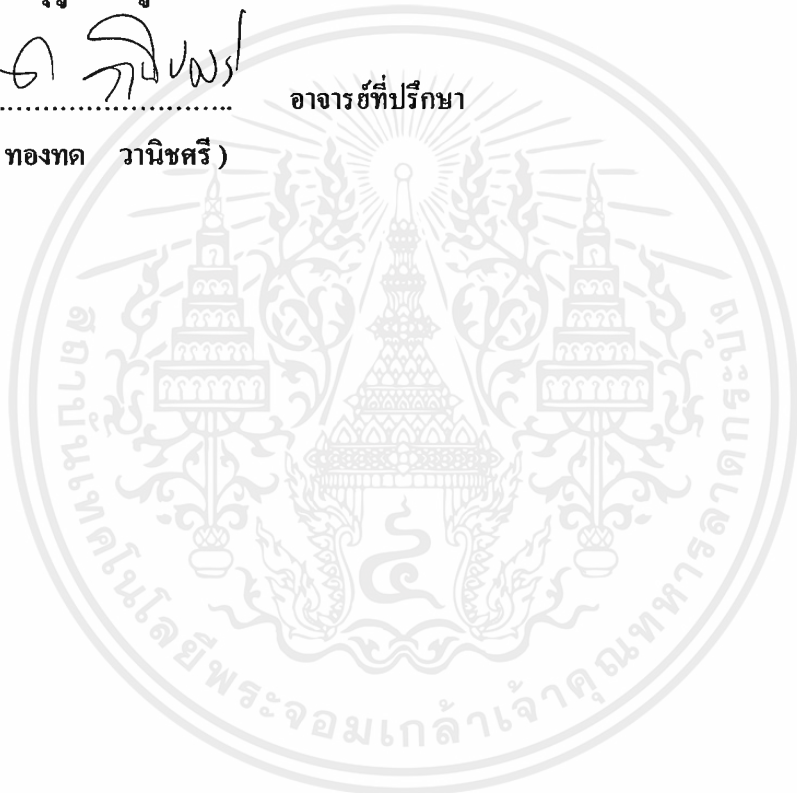 อาจารย์ที่ปรึกษา
ทองทด วานิชศรี )
สถาบันเทคโนโลยีพระจอมเกล้าเจ้าคุณทหารลาดกระบัง